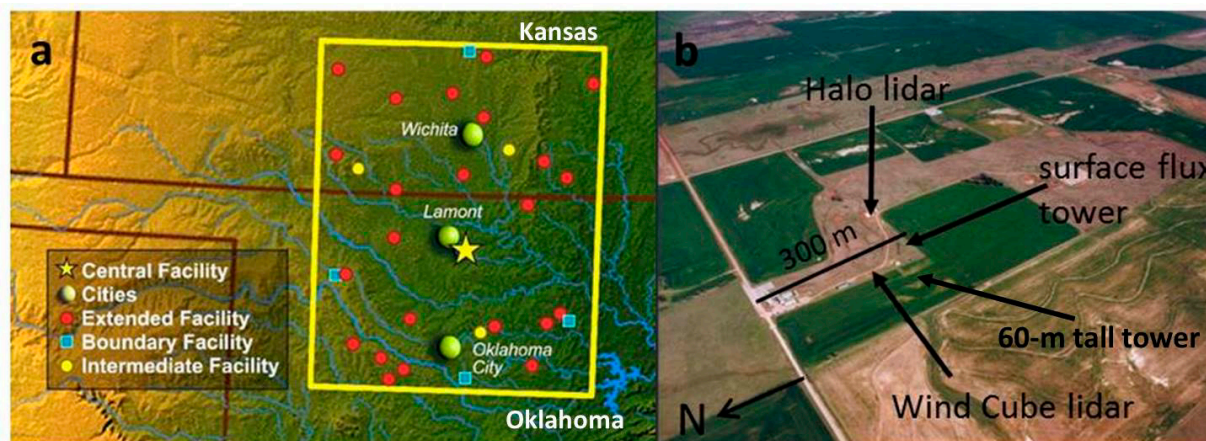 a
Kansas
Wichita
Lamont
Central Facility
Cities
Extended Facility
Boundary Facility
Intermediate Facility
Oklahoma
City
Oklahoma
b
Halo lidar
surface flux
tower
300 m
60-m tall tower
Wind Cube lidar
N